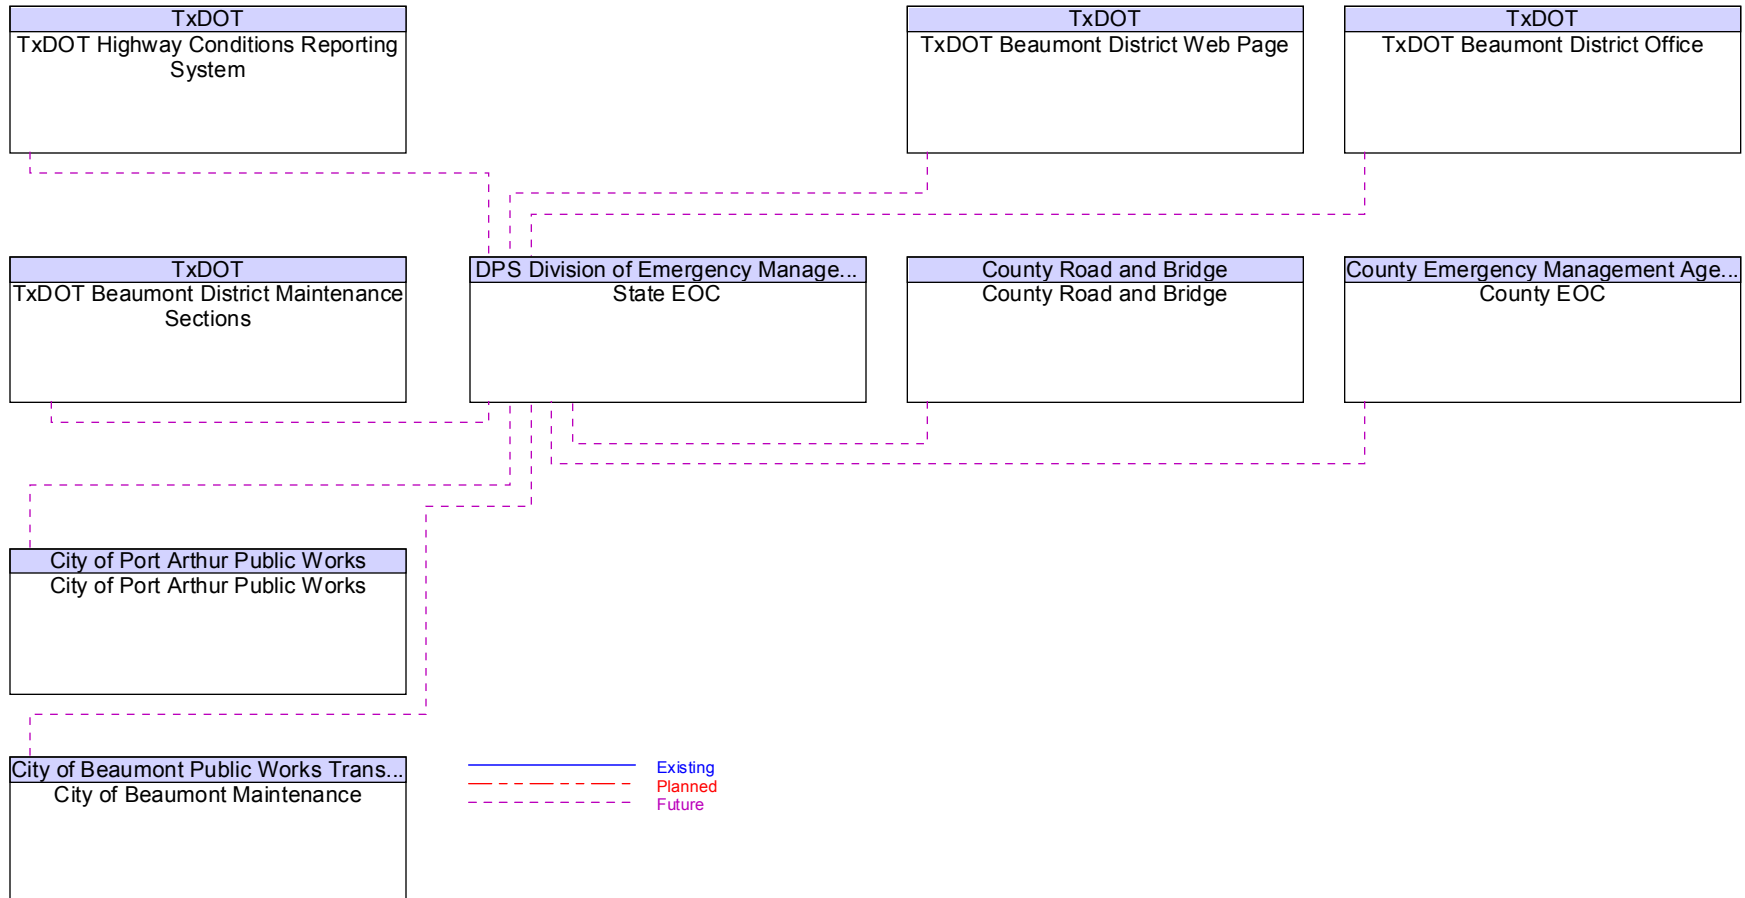 TxDOT
TxDOT Highway Conditions Reporting
System
TxDOT
TxDOT Beaumont District Web Page
TxDOT
TxDOT Beaumont District Office
TxDOT
TxDOT Beaumont District Maintenance
Sections
DPS Division of Emergency Manage...
State EOC
County Road and Bridge
County Road and Bridge
County Emergency Management Age...
County EOC
City of Port Arthur Public Works
City of Port Arthur Public Works
City of Beaumont Public Works Trans...
City of Beaumont Maintenance
Existing
Planned
Future